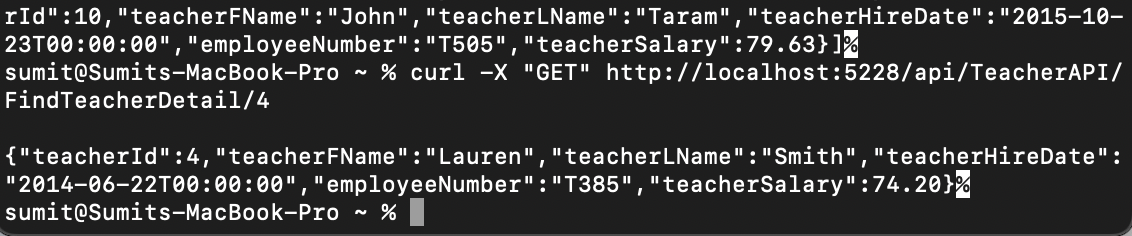 rId":10,"teacherFName":"John","teacherLName":"Taram","teacherHireDate":"2015-10-
23T00:00:00","employeeNumber":"T505","teacherSalary":79.63}]%
sumit@Sumits-MacBook-Pro ~ % curl -X "GET" http://localhost:5228/api/TeacherAPI/
FindTeacherDetail/4
{"teacherId":4,"teacherFName":"Lauren","teacherLName":"Smith","teacherHireDate":
"2014-06-22T00:00:00","employeeNumber":"T385","teacherSalary":74.20}%
sumit@Sumits-MacBook-Pro ~ %